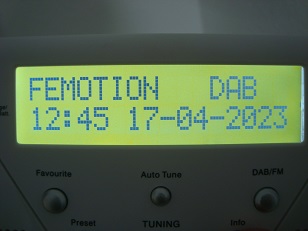 FEMOTION DAB
12:45 17-04-2023
Favourite Auto Tune DAB/FM
Preset TUNING Info